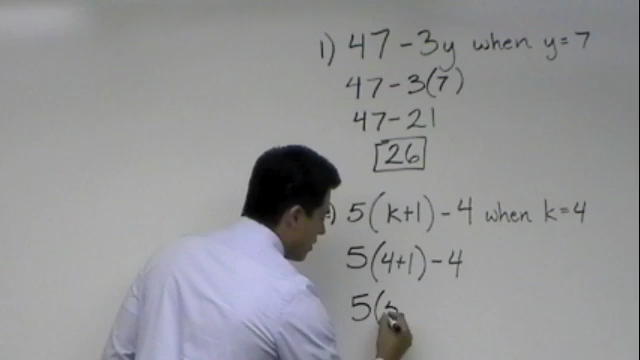 1) 47 - 3y when y = 7
47 - 3(7)
47 - 21
26
) 5(k+1) - 4 when k = 4
5(4+1) - 4
5(